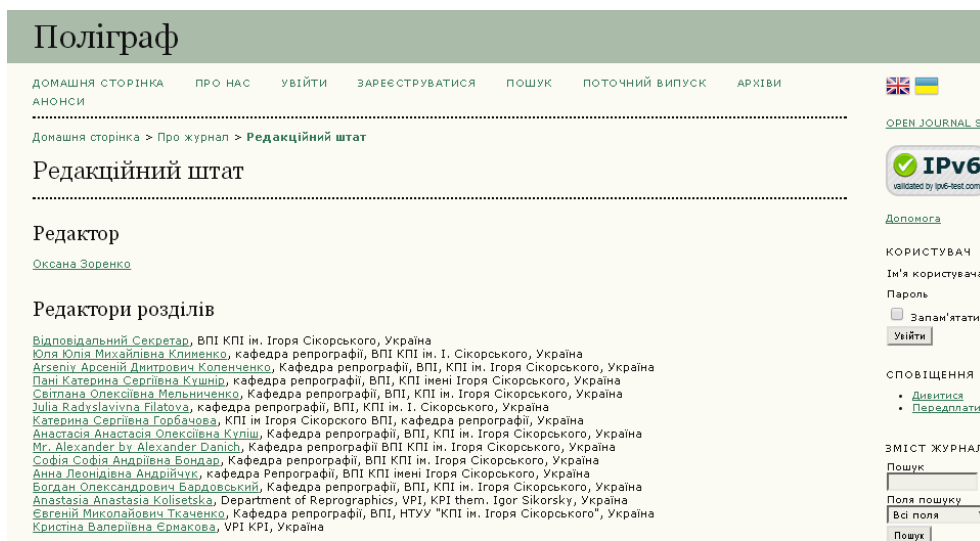 Поліграф
ДОМАШНЯ СТОРІНКА ПРО НАС УВІЙТИ ЗАРЕЄСТРУВАТИСЯ ПОШУК ПОТОЧНИЙ ВИПУСК АРХІВИ
АНОНСИ
Домашня сторінка > Про журнал > Редакційний штат
Редакційний штат
Редактор
Оксана Зоренко
Редактори розділів
Відповідальний Секретар, ВПІ КПІ ім. Ігоря Сікорського, Україна
Юля Юлія Михайлівна Клименко, кафедра репрографії, ВПІ КПІ ім. І. Сікорського, Україна
Arseniy Арсеній Дмитрович Коленченко, Кафедра репрографії, ВПІ, КПІ ім. Ігоря Сікорського, Україна
Пані Катерина Сергіївна Кушнір, кафедра репрографії, ВПІ, КПІ імені Ігоря Сікорського, Україна
Світлана Олексіївна Мельниченко, Кафедра репрографії, ВПІ, КПІ ім. Ігоря Сікорського, Україна
Julia Radyslavivna Filatova, кафедра репрографії, ВПІ, КПІ ім. І. Сікорського, Україна
Катерина Сергіївна Горбачова, КПІ ім Ігоря Сікорского ВПІ, кафедра репрографії, Україна
Анастасія Анастасія Олексіївна Куліш, Кафедра репрографії, ВПІ, КПІ ім. Ігоря Сікорського, Україна
Mr. Alexander by Alexander Danich, Кафедра репрографії ВПІ КПІ ім. Ігоря Сікорського, Україна
Софія Софія Андріївна Бондар, Кафедра репрографії, ВПІ КПІ ім. Ігоря Сікорського, Україна
Анна Леонідівна Андрійчук, кафедра Репрографії, ВПІ КПІ імені Ігоря Сікорського, Україна
Богдан Олександрович Бардовський, Кафедра репрографії, ВПІ, КПІ ім. Ігоря Сікорського, Україна
Anastasia Anastasia Kolisetska, Department of Reprographics, VPI, KPI them. Igor Sikorsky, Україна
Євгеній Миколайович Ткаченко, Кафедра репрографії, ВПІ, НТУУ "КПІ ім. Ігоря Сікорського", Україна
Кристіна Валеріївна Єрмакова, VPI KPI, Україна
OPEN JOURNAL S
IPv6
validated by ipv6-test.com
Допомога
КОРИСТУВАЧ
Ім'я користувача
Пароль
Запам'ятати
Увійти
СПОВІЩЕННЯ
Дивитися
Передплати
ЗМІСТ ЖУРНАЛ
Пошук
Поля пошуку
Всі поля
Пошук